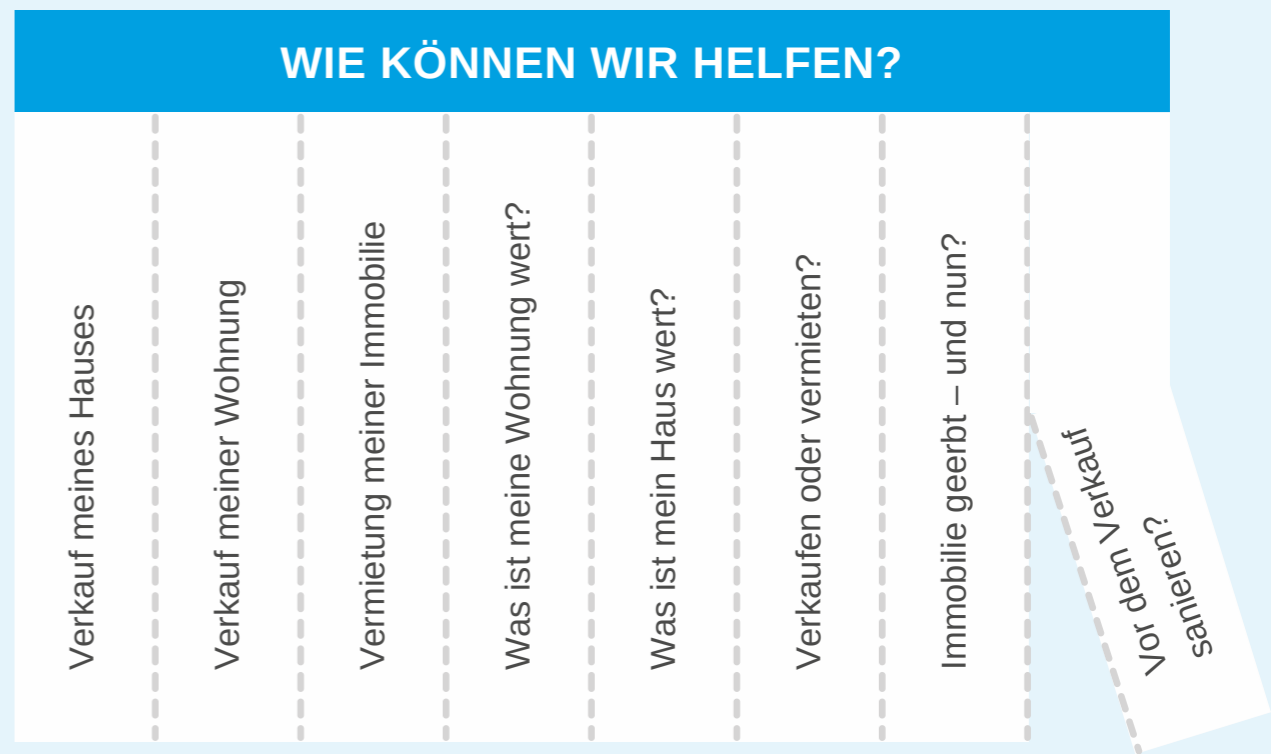 WIE KÖNNEN WIR HELFEN?
Verkauf meines Hauses
Verkauf meiner Wohnung
Vermietung meiner Immobilie
Was ist meine Wohnung wert?
Was ist mein Haus wert?
Verkaufen oder vermieten?
Immobilie geerbt – und nun?
Vor dem Verkauf
sanieren?